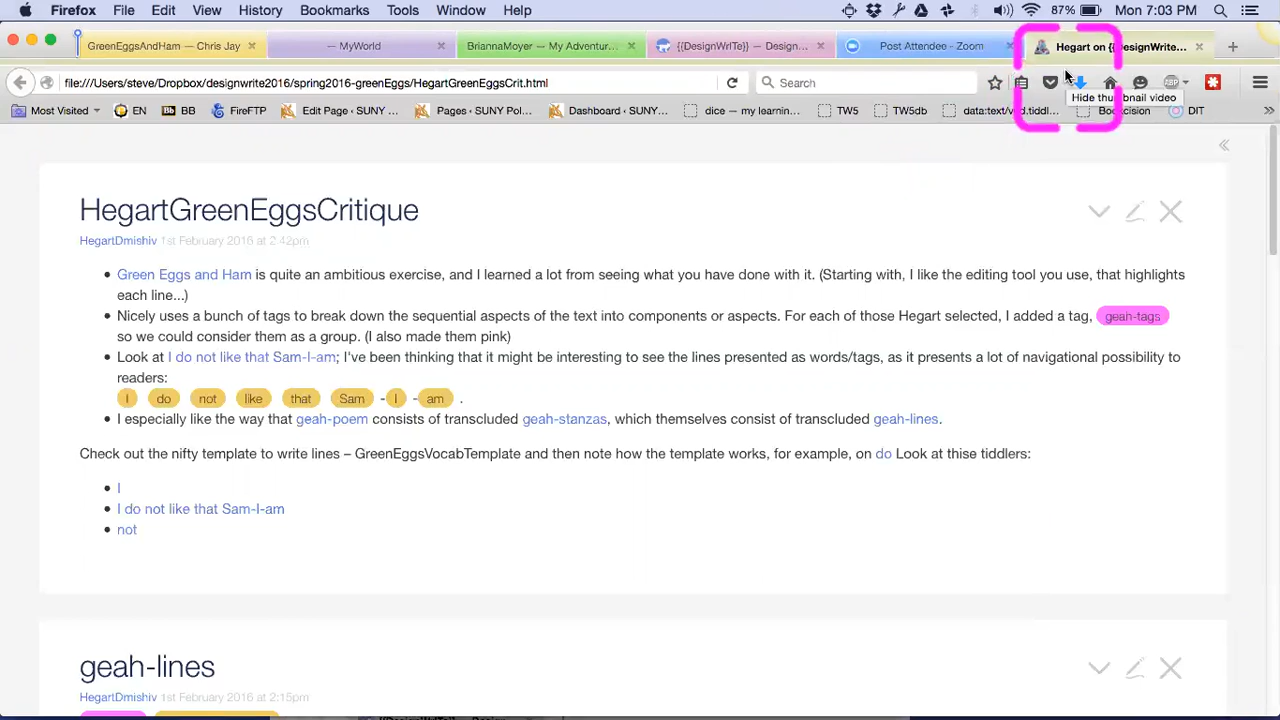 Firefox File Edit View History Bookmarks Tools Window Help 87% Mon 7:03 PM
GreenEggsAndHam — Chris Jay — MyWorld BriannaMoyer — My Adventur... {{DesignWriTe}} — Design... Post Attendee - Zoom Hegart on {{DesignWrite...
file:///Users/steve/Dropbox/designwrite2016/spring2016-greenEggs/HegartGreenEggsCrit.html Search ABP
Hide thumbnail video
Most Visited EN BB FireFTP Edit Page ‹ SUNY... Pages ‹ SUNY Pol... Dashboard ‹ SUNY... dice — my learnin... TW5 TW5db data:text/v tiddl... Bookcision DIT
HegartGreenEggsCritique
HegartDmishiv 1st February 2016 at 2:42pm
Green Eggs and Ham is quite an ambitious exercise, and I learned a lot from seeing what you have done with it. (Starting with, I like the editing tool you use, that highlights
each line...)
Nicely uses a bunch of tags to break down the sequential aspects of the text into components or aspects. For each of those Hegart selected, I added a tag, geah-tags
so we could consider them as a group. (I also made them pink)
Look at I do not like that Sam-I-am; I've been thinking that it might be interesting to see the lines presented as words/tags, as it presents a lot of navigational possibility to
readers:
I do not like that Sam -I -am .
I especially like the way that geah-poem consists of transcluded geah-stanzas, which themselves consist of transcluded geah-lines.
Check out the nifty template to write lines – GreenEggsVocabTemplate and then note how the template works, for example, on do Look at thise tiddlers:
I
I do not like that Sam-I-am
not
geah-lines
HegartDmishiv 1st February 2016 at 2:15pm